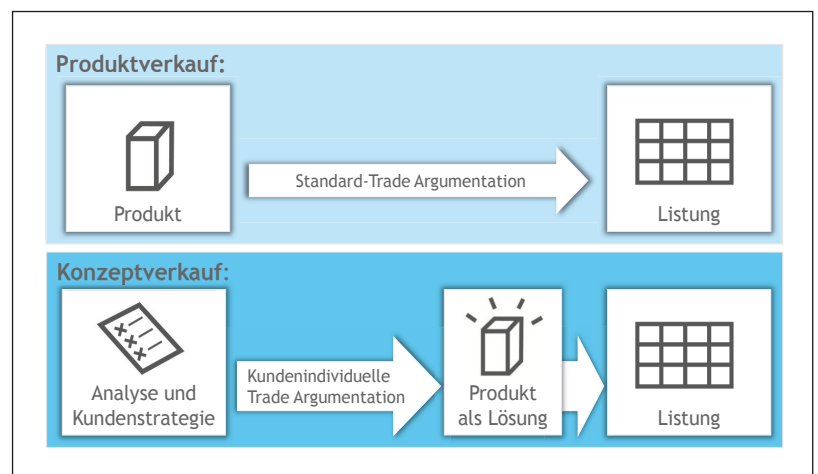 Produktverkauf:
Produkt
Standard-Trade Argumentation
Listung
Konzeptverkauf:
Analyse und
Kundenstrategie
Kundenindividuelle
Trade Argumentation
Produkt
als Lösung
Listung